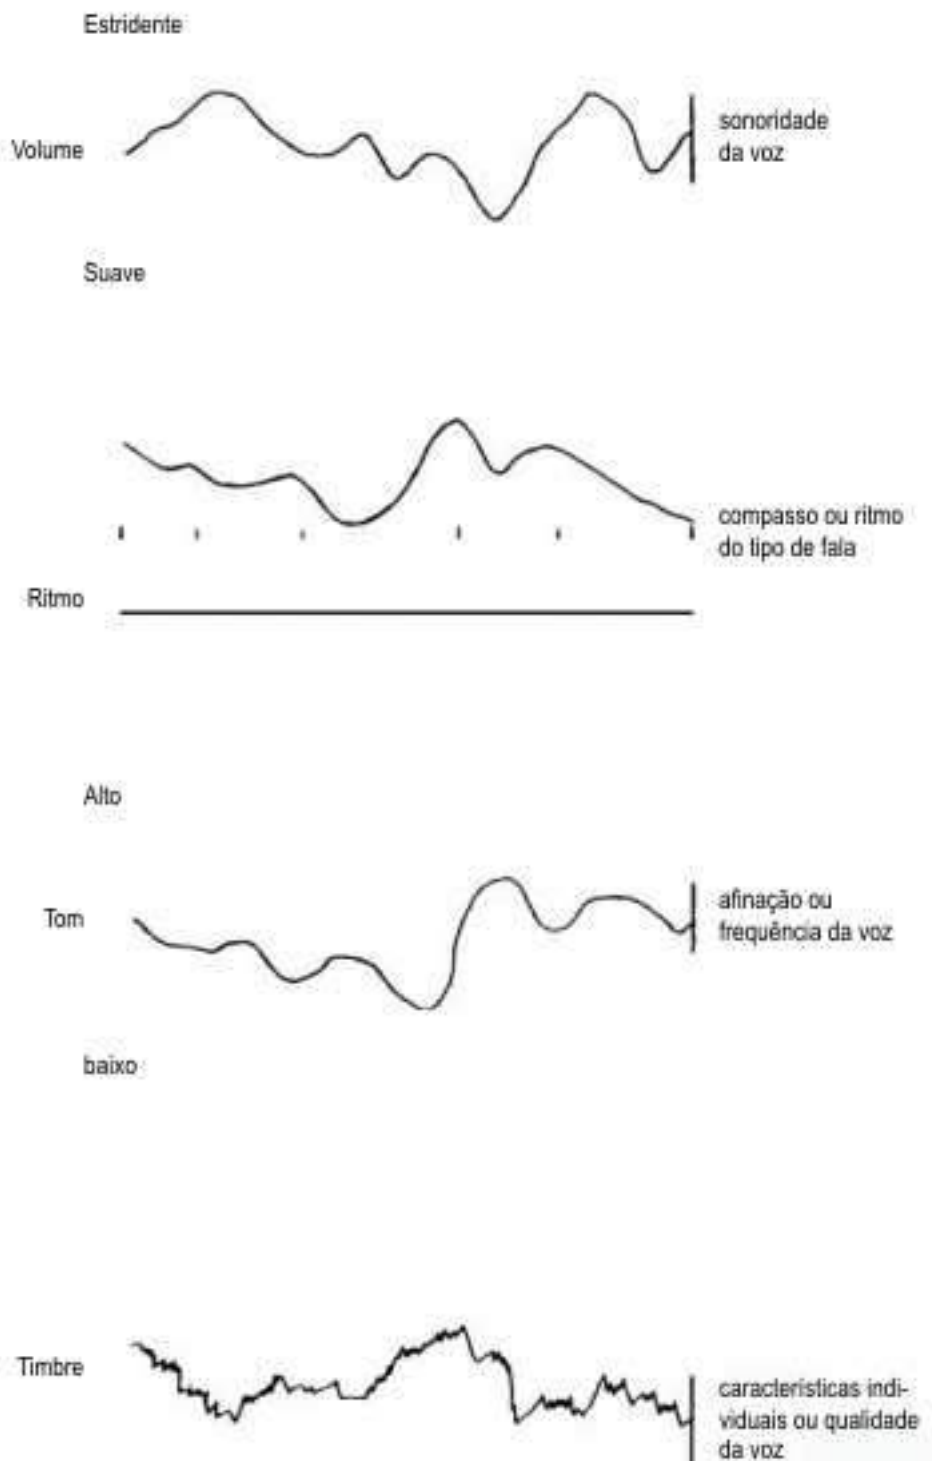 Estridente
Volume
sonoridade
da voz
Suave
compasso ou ritmo
do tipo de fala
Ritmo
Alto
Tom
afinação ou
frequência da voz
baixo
Timbre
características indi-
viduais ou qualidade
da voz